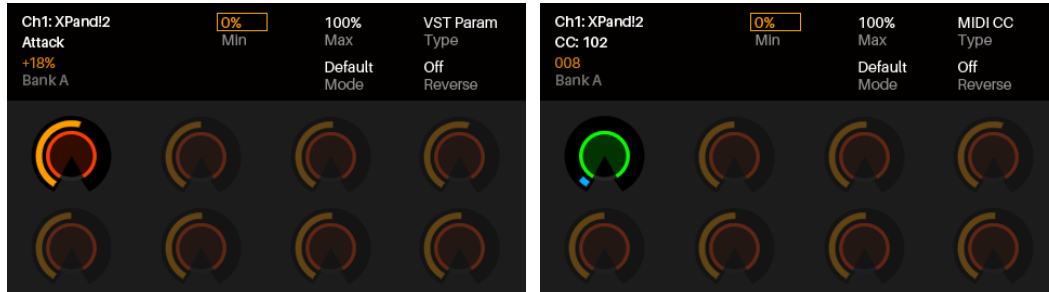 Ch1: XPand!2
Attack
+18%
Bank A
0%
Min
100%
Max
Default
Mode
VST Param
Type
Off
Reverse
Ch1: XPand!2
CC: 102
008
Bank A
0%
Min
100%
Max
Default
Mode
MIDI CC
Type
Off
Reverse